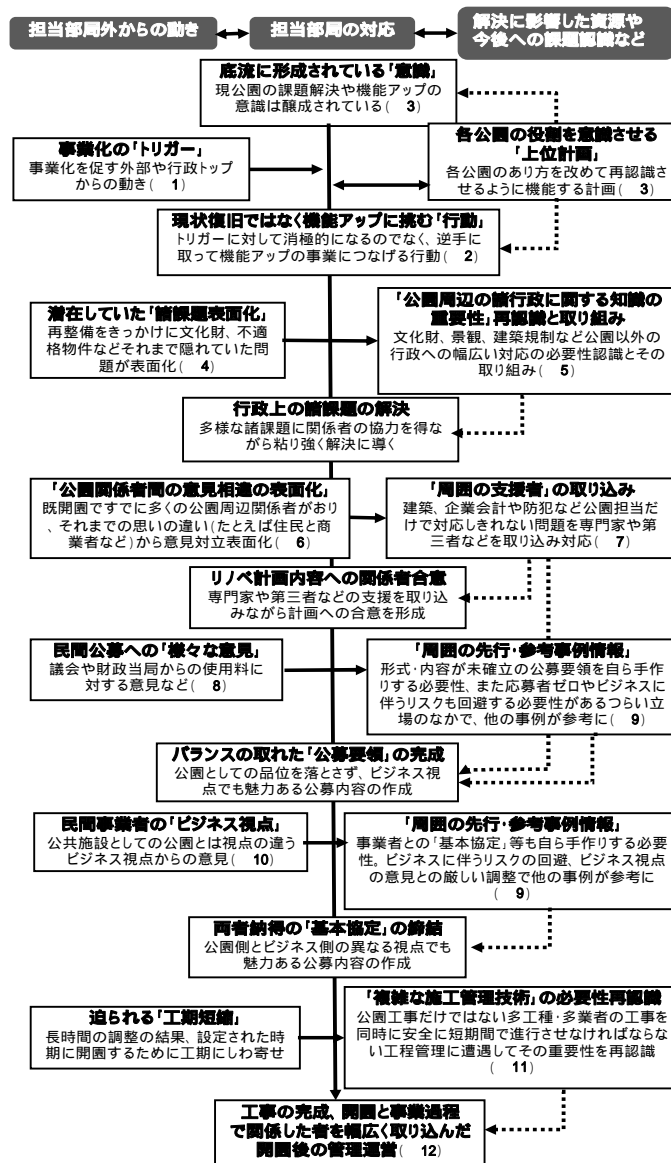 担当部局外からの動き
担当部局の対応
解決に影響した資源や
今後への課題認識など
底流に形成されている「意識」
現公園の課題解決や機能アップの
意識は醸成されている( 3)
事業化の「トリガー」
事業化を促す外部や行政トップ
からの動き( 1)
各公園の役割を意識させる
「上位計画」
各公園のあり方を改めて再認識さ
せるように機能する計画( 3)
現状復旧ではなく機能アップに挑む「行動」
トリガーに対して消極的になるのでなく、逆手に
取って機能アップの事業につなげる行動( 2)
潜在していた「諸課題表面化」
再整備をきっかけに文化財、不適
格物件などそれまで隠れていた問
題が表面化( 4)
「公園周辺の諸行政に関する知識の
重要性」再認識と取り組み
文化財、景観、建築規制など公園以外の
行政への幅広い対応の必要性認識とその
取り組み( 5)
行政上の諸課題の解決
多様な諸課題に関係者の協力を得な
がら粘り強く解決に導く
「公園関係者間の意見相違の表面化」
既開園ですでに多くの公園周辺関係者がお
り、それまでの思いの違い(たとえば住民と商
業者など)から意見対立表面化( 6)
「周囲の支援者」の取り込み
建築、企業会計や防犯など公園担当だ
けで対応しきれない問題を専門家や第
三者などを取り込み対応( 7)
リノベ計画内容への関係者合意
専門家や第三者などの支援を取り込
みながら計画への合意を形成
民間公募への「様々な意見」
議会や財政当局からの使用料に
対する意見など( 8)
「周囲の先行・参考事例情報」
形式・内容が未確立の公募要領を自ら手作
りする必要性、また応募者ゼロやビジネスに
伴うリスクも回避する必要性があるつらい立
場のなかで、他の事例が参考に( 9)
バランスの取れた「公募要領」の完成
公園としての品位を落とさず、ビジネス視
点でも魅力ある公募内容の作成
民間事業者の「ビジネス視点」
公共施設としての公園とは視点の違う
ビジネス視点からの意見( 10)
「周囲の先行・参考事例情報」
事業者との「基本協定」等も自ら手作りする必要
性。ビジネスに伴うリスクの回避、ビジネス視点
の意見との厳しい調整で他の事例が参考に
( 9)
両者納得の「基本協定」の締結
公園側とビジネス側の異なる視点でも
魅力ある公募内容の作成
迫られる「工期短縮」
長時間の調整の結果、設定された時
期に開園するために工期にしわ寄せ
「複雑な施工管理技術」の必要性再認識
公園工事だけではない多工種・多業者の工事を
同時に安全に短期間で進行させなければなら
ない工程管理に遭遇してその重要性を再認識
( 11)
工事の完成、開園と事業過程
で関係した者を幅広く取り込んだ
開園後の管理運営( 12)